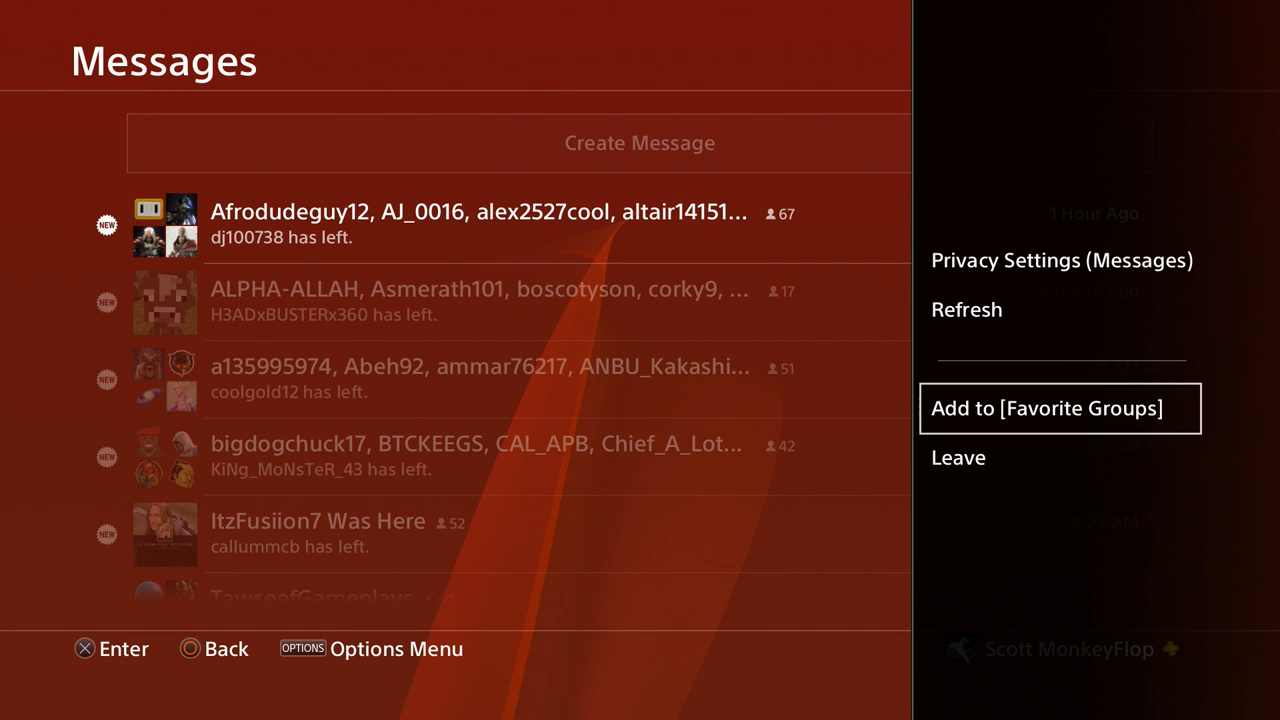 Messages
Create Message
NEW
Afrodudeguy12, AJ_0016, alex2527cool, altair14151... 67
dj100738 has left.
1 Hour Ago
NEW
ALPHA-ALLAH, Asmerath101, boscotyson, corky9, ... 17
H3ADxBUSTERx360 has left.
NEW
a135995974, Abeh92, ammar76217, ANBU_Kakashi... 51
coolgold12 has left.
NEW
bigdogchuck17, BTCKEEGS, CAL_APB, Chief_A_Lot... 42
KiNg_MoNsTeR_43 has left.
NEW
ItzFusiion7 Was Here 52
callummcb has left.
TawseefGameplays
Privacy Settings (Messages)
Refresh
Add to [Favorite Groups]
Leave
Enter
Back
OPTIONS Options Menu
Scott MonkeyFlop